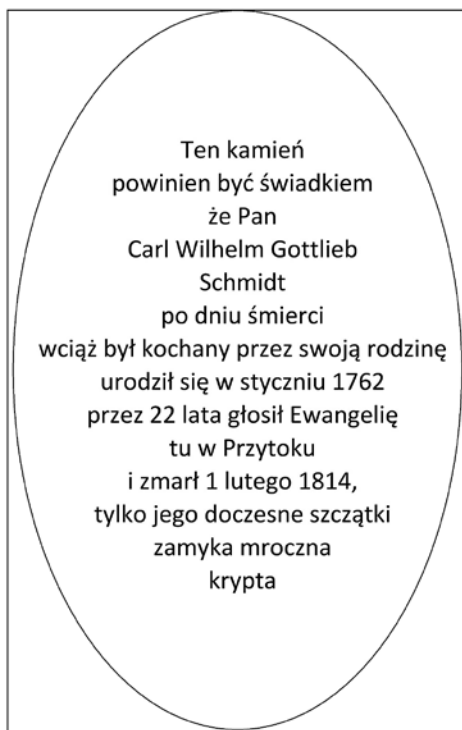 Ten kamień
powinien być świadkiem
że Pan
Carl Wilhelm Gottlieb
Schmidt
po dniu śmierci
wciąż był kochany przez swoją rodzinę
urodził się w styczniu 1762
przez 22 lata głosił Ewangelię
tu w Przytoku
i zmarł 1 lutego 1814,
tylko jego doczesne szczątki
zamyka mroczna
krypta